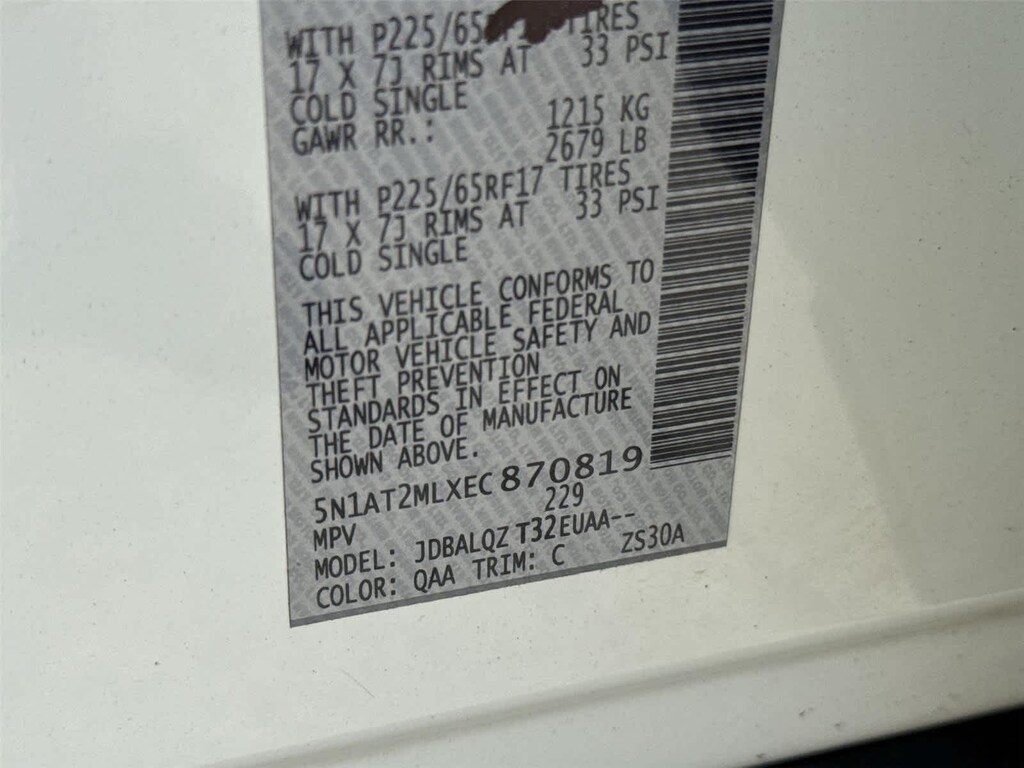 WITH P225/65RF17 TIRES
17 X 7J RIMS AT 33 PSI
COLD SINGLE
GAWR RR.: 1215 KG
2679 LB
WITH P225/65RF17 TIRES
17 X 7J RIMS AT 33 PSI
COLD SINGLE
THIS VEHICLE CONFORMS TO
ALL APPLICABLE FEDERAL
MOTOR VEHICLE SAFETY AND
THEFT PREVENTION
STANDARDS IN EFFECT ON
THE DATE OF MANUFACTURE
SHOWN ABOVE.
5N1AT2MLXEC870819
MPV 229
MODEL: JDBALQZ T32EUAA--
COLOR: QAA TRIM: C ZS30A